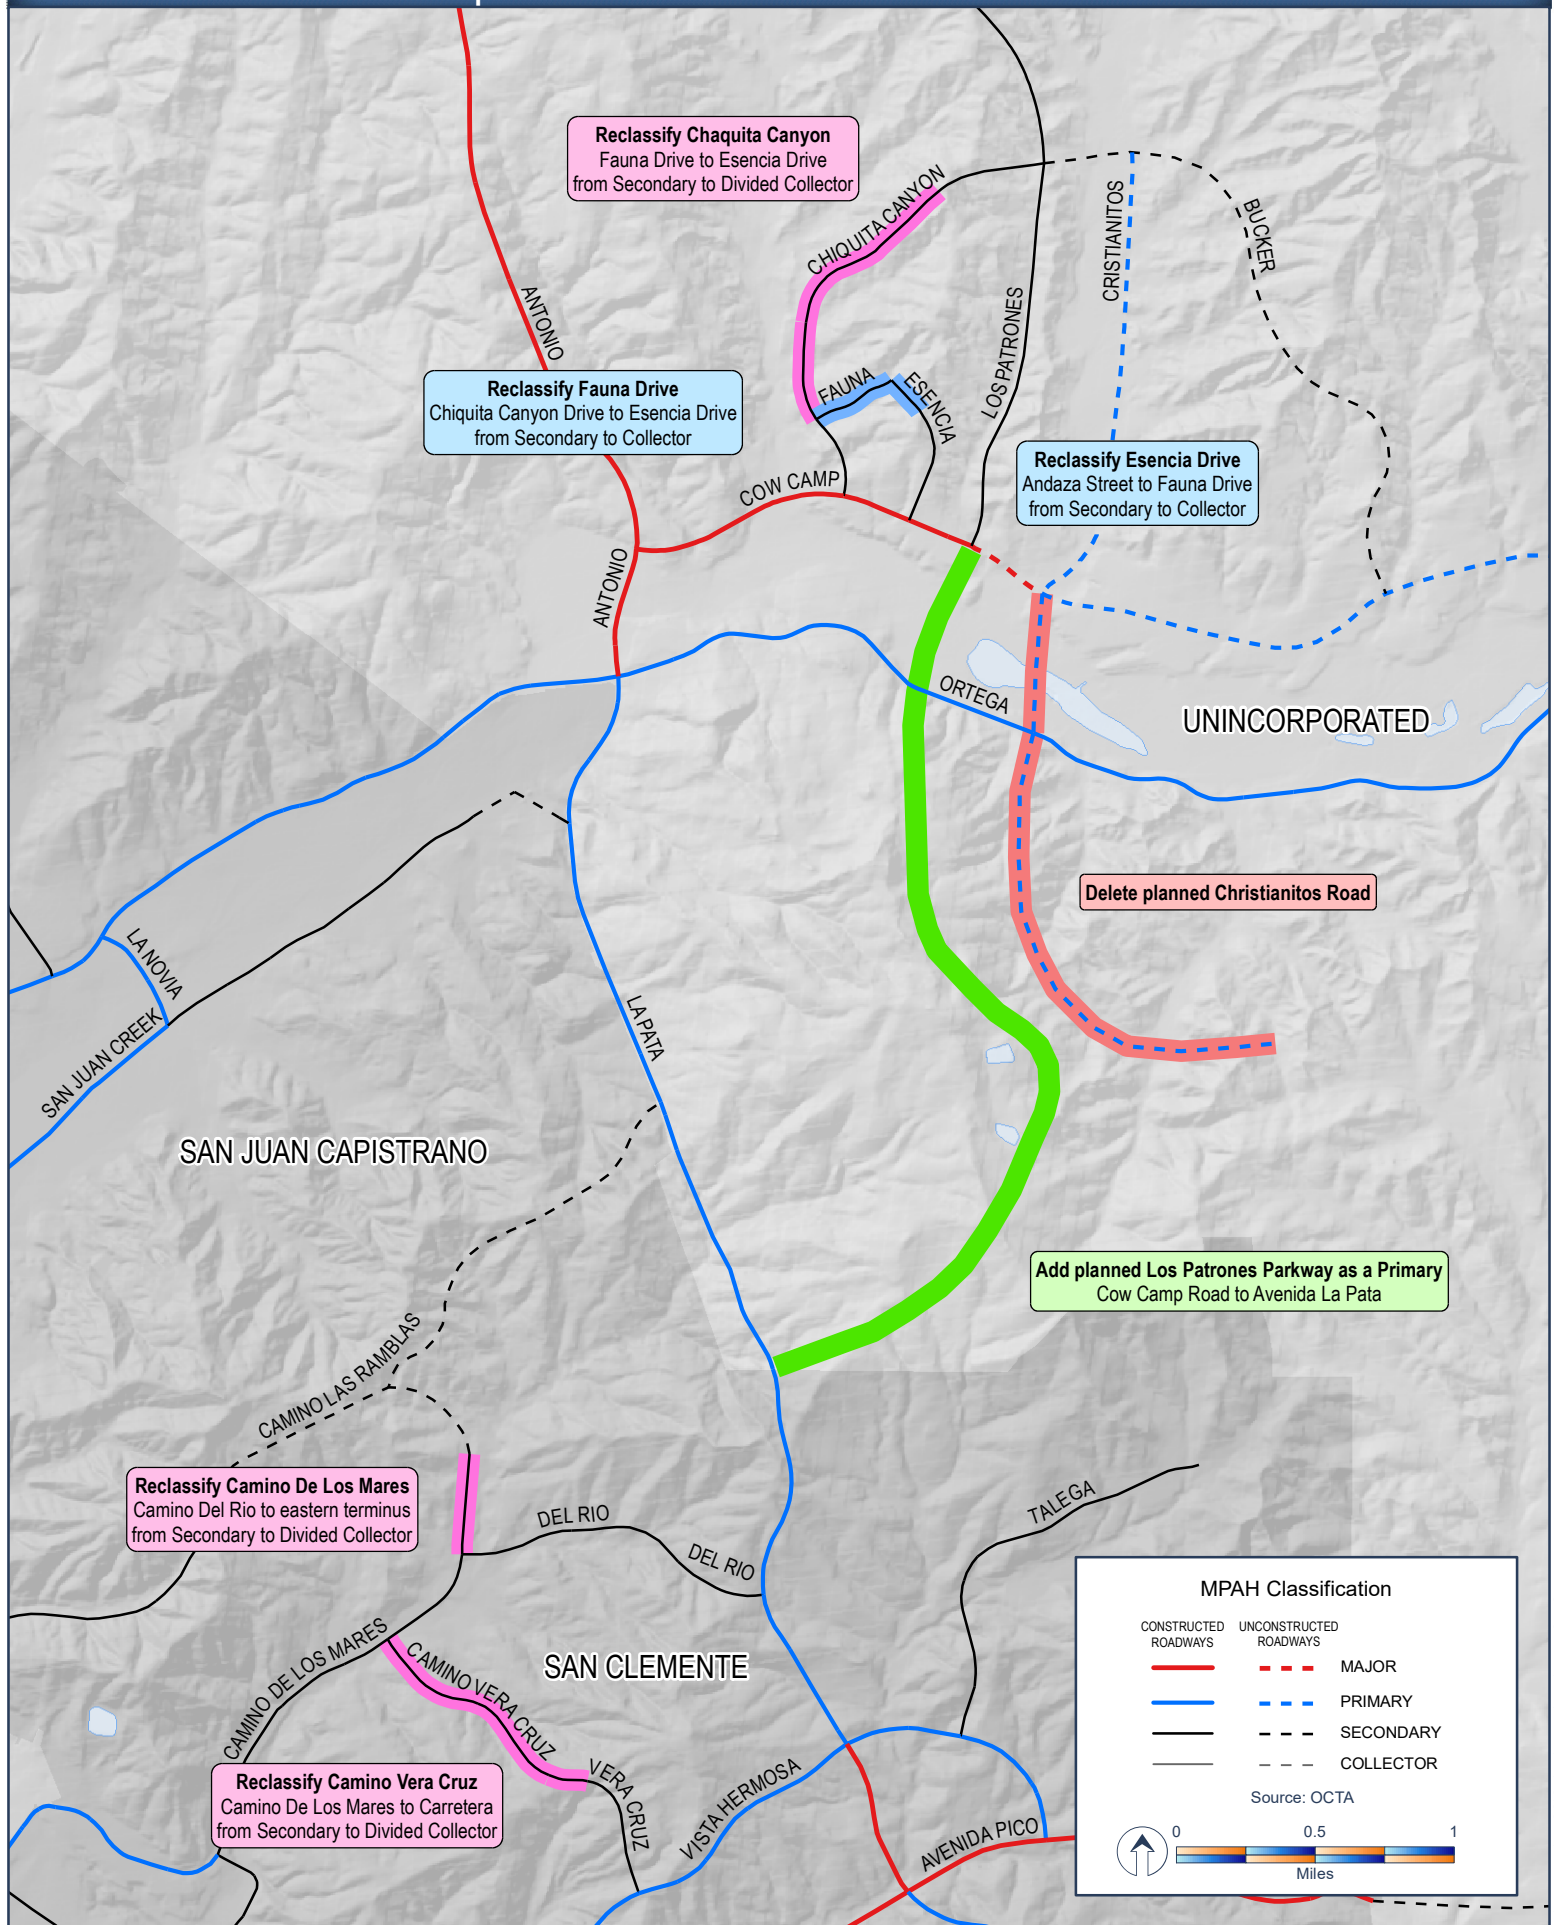 Reclassify Chaquita Canyon
Fauna Drive to Esencia Drive
from Secondary to Divided Collector
CHIQUITA CANYON
CRISTIANITOS
BUCKER
ANTONIO
LOS PATRONES
Reclassify Fauna Drive
Chiquita Canyon Drive to Esencia Drive
from Secondary to Collector
FAUNA
ESENCIA
Reclassify Esencia Drive
Andaza Street to Fauna Drive
from Secondary to Collector
COW CAMP
ANTONIO
ORTEGA
UNINCORPORATED
Delete planned Christianitos Road
LA NOVIA
SAN JUAN CREEK
LA PATA
SAN JUAN CAPISTRANO
Add planned Los Patrones Parkway as a Primary
Cow Camp Road to Avenida La Pata
CAMINO LAS RAMBLAS
Reclassify Camino De Los Mares
Camino Del Rio to eastern terminus
from Secondary to Divided Collector
DEL RIO
DEL RIO
TALEGA
CAMINO DE LOS MARES
CAMINO VERA CRUZ
SAN CLEMENTE
VERA CRUZ
VISTA HERMOSA
AVENIDA PICO
Reclassify Camino Vera Cruz
Camino De Los Mares to Carretera
from Secondary to Divided Collector
MPAH Classification
CONSTRUCTED ROADWAYS
UNCONSTRUCTED ROADWAYS
MAJOR
PRIMARY
SECONDARY
COLLECTOR
Source: OCTA
0 0.5 1
Miles